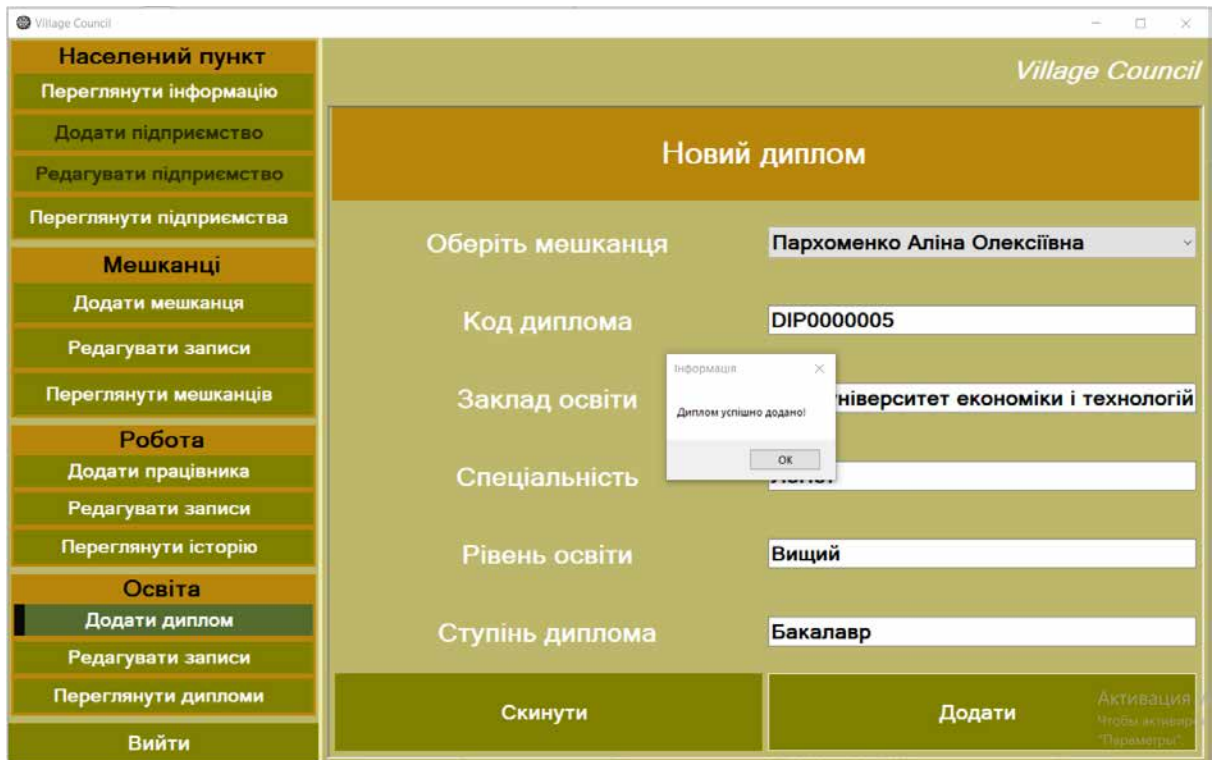 Village Council
Населений пункт
Переглянути інформацію
Додати підприємство
Редагувати підприємство
Переглянути підприємства
Мешканці
Додати мешканця
Редагувати записи
Переглянути мешканців
Робота
Додати працівника
Редагувати записи
Переглянути історію
Освіта
Додати диплом
Редагувати записи
Переглянути дипломи
Вийти
Village Council
Новий диплом
Оберіть мешканця
Пархоменко Аліна Олексіївна
Код диплома
DIP0000005
Заклад освіти
економіки і технологій
Спеціальність
Рівень освіти
Вищий
Ступінь диплома
Бакалавр
Скинути
Додати
Інформація
Диплом успішно додано!
ОК
Активация
Чтобы
"Параметры".